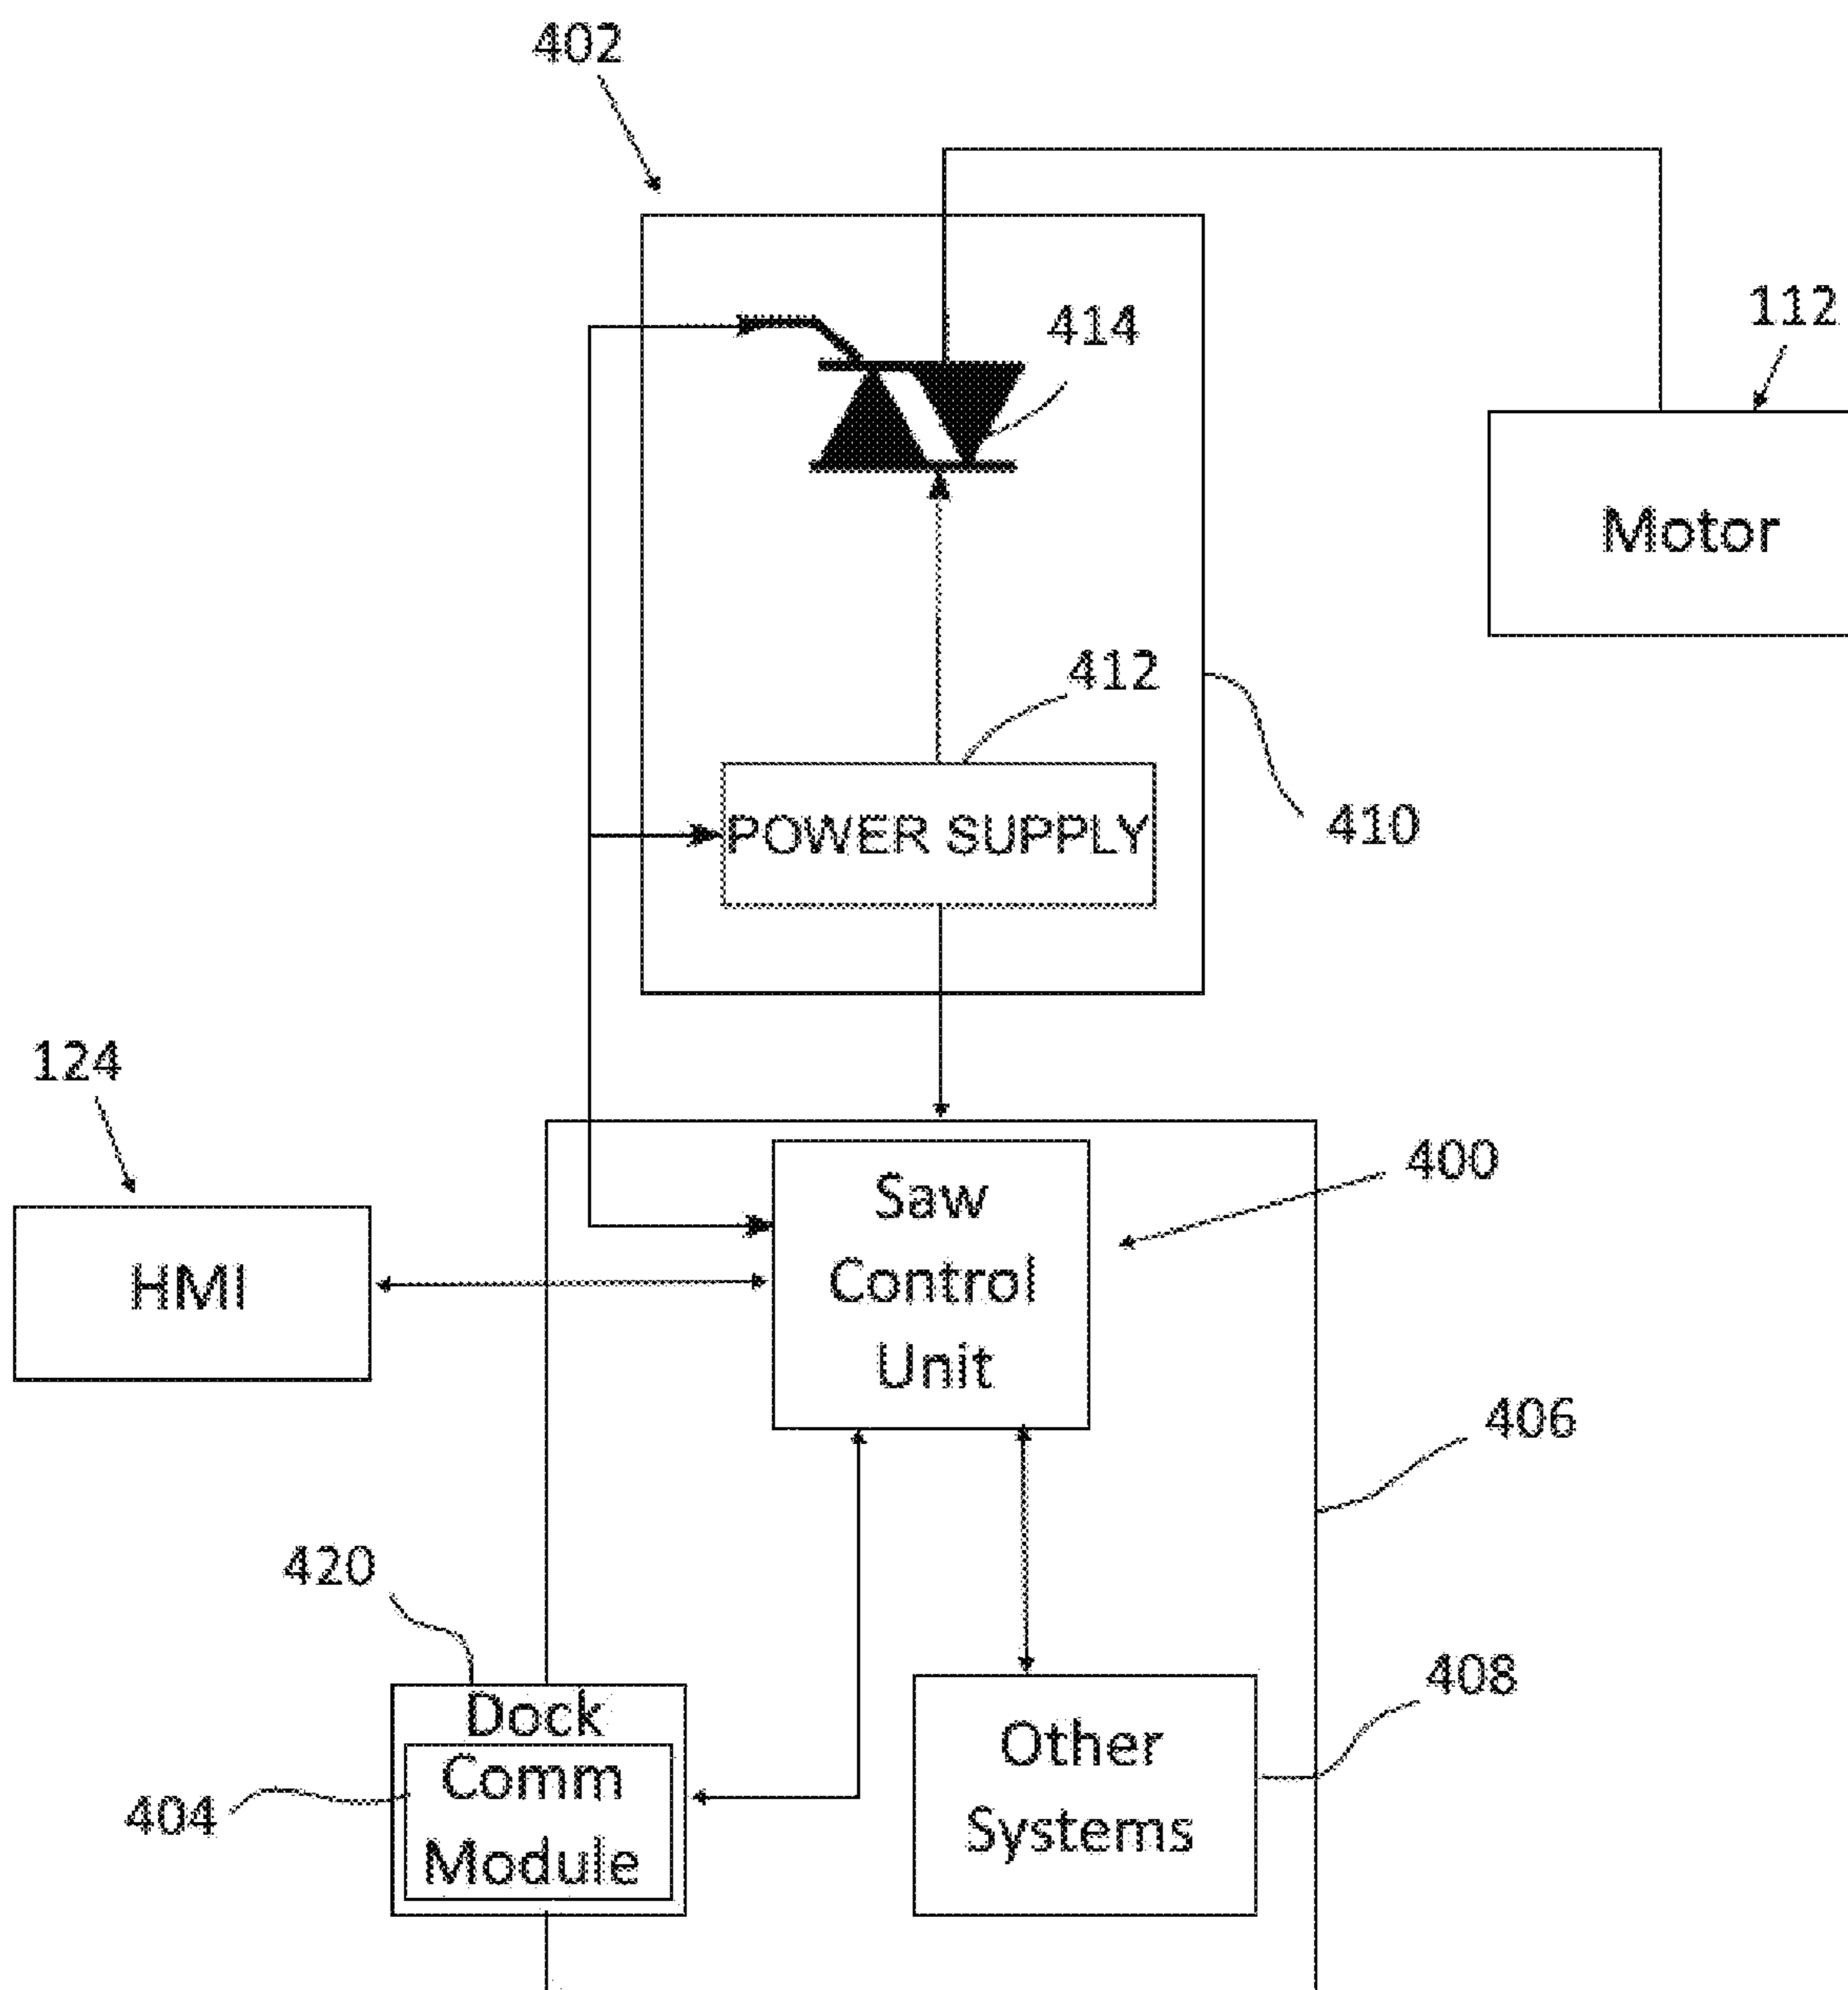 402
414
112
Motor
412
POWER SUPPLY
410
124
HMI
Saw
Control
Unit
400
406
420
Dock
Comm
Module
404
Other
Systems
408